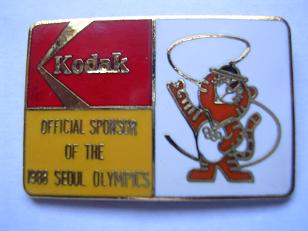 Kodak
OFFICIAL SPONSOR
OF THE
1988 SEOUL OLYMPICS